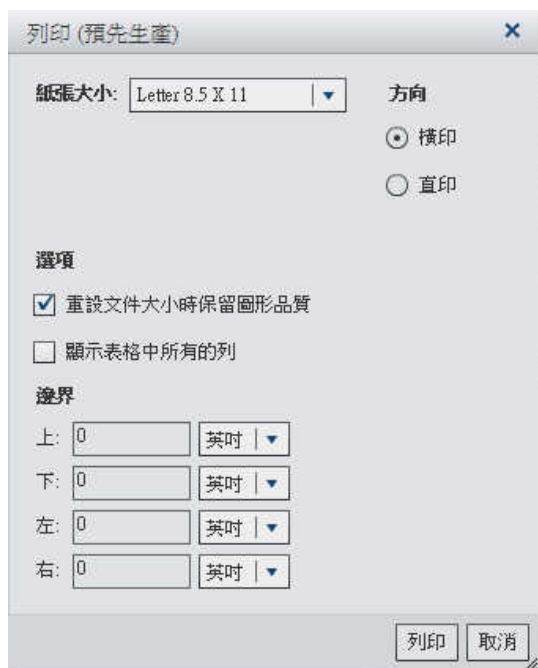 列印 (預先生產)
紙張大小: Letter 8.5 X 11
方向
橫印
直印
選項
重設文件大小時保留圖形品質
顯示表格中所有的列
邊界
上: 0 英吋
下: 0 英吋
左: 0 英吋
右: 0 英吋
列印 取消